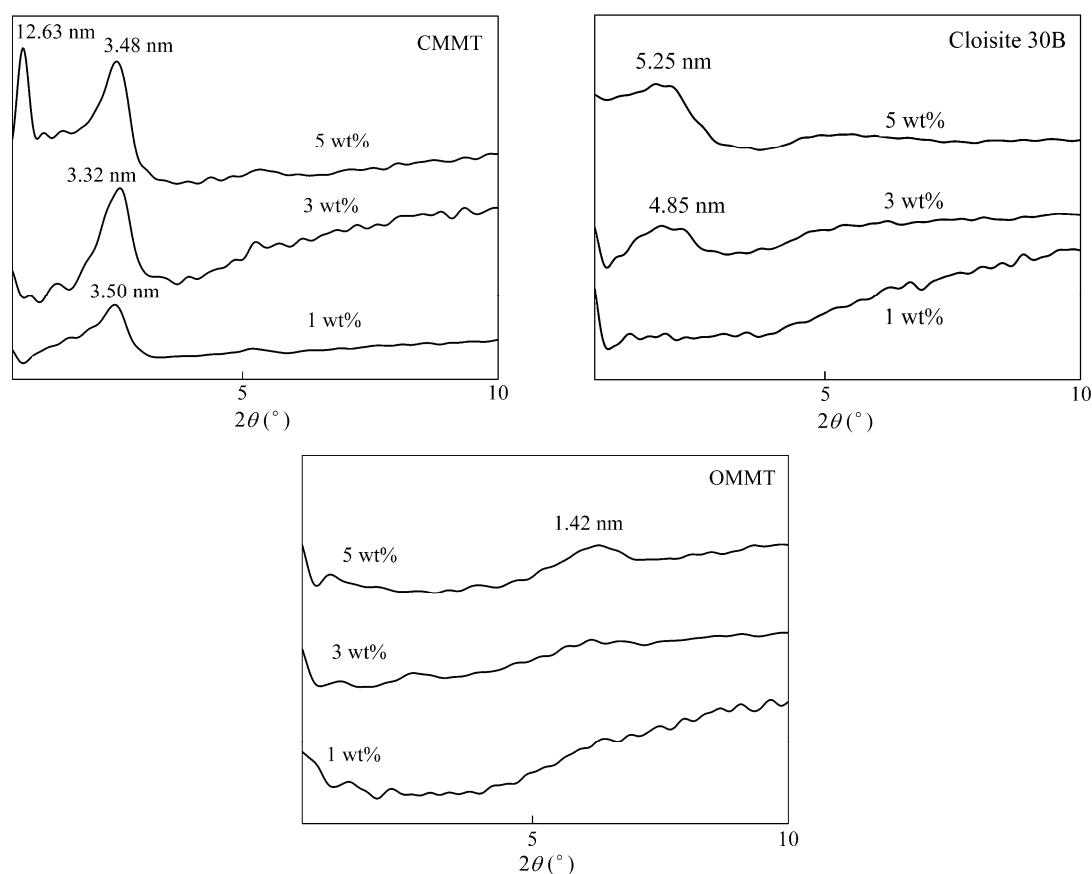 CMMT
12.63 nm
3.48 nm
5 wt%
3.32 nm
3 wt%
3.50 nm
1 wt%
5
10
2θ (°)
Cloisite 30B
5.25 nm
5 wt%
4.85 nm
3 wt%
1 wt%
5
10
2θ (°)
OMMT
1.42 nm
5 wt%
3 wt%
1 wt%
5
10
2θ (°)